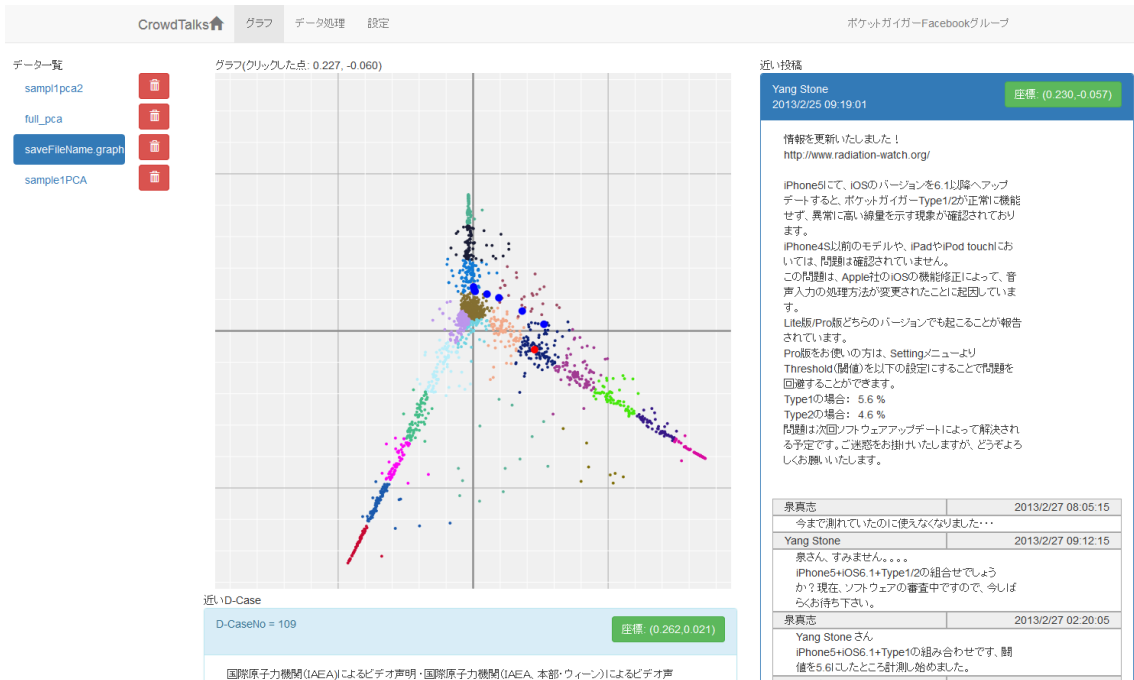 CrowdTalks
グラフ
データ処理
設定
ポケットガイガーFacebookグループ
データ一覧
sampl1pca2
full_pca
saveFileName.graph
sample1PCA
グラフ(クリックした点: 0.227, -0.060)
近いD-Case
D-CaseNo = 109
座標: (0.262,0.021)
国際原子力機関(IAEA)によるビデオ声明・国際原子力機関(IAEA、本部・ウィーン)によるビデオ声
近い投稿
Yang Stone
2013/2/25 09:19:01
座標: (0.230,-0.057)
情報を更新いたしました！
http://www.radiation-watch.org/
iPhone5にて、iOSのバージョンを6.1以降へアップ
デートすると、ポケットガイガーType1/2が正常に機能
せず、異常に高い線量を示す現象が確認されており
ます。
iPhone4S以前のモデルや、iPadやiPod touchにお
いては、問題は確認されていません。
この問題は、Apple社のiOSの機能修正によって、音
声入力の処理方法が変更されたことに起因していま
す。
Lite版/Pro版どちらのバージョンでも起こることが報告
されています。
Pro版をお使いの方は、Settingメニューより
Threshold(閾値)を以下の設定にすることで問題を
回避することができます。
Type1の場合： 5.6 %
Type2の場合： 4.6 %
問題は次回ソフトウェアアップデートによって解決され
る予定です。ご迷惑をお掛けいたしますが、どうぞよろ
しくお願いいたします。
泉真志 2013/2/27 08:05:15
今まで測れていたのに使えなくなりました・・・
Yang Stone 2013/2/27 09:12:15
泉さん、すみません。。。。
iPhone5+iOS6.1+Type1/2の組合せでしょう
か？現在、ソフトウェアの審査中ですので、今しば
らくお待ち下さい。
泉真志 2013/2/27 02:20:05
Yang Stone さん
iPhone5+iOS6.1+Type1の組み合わせです、閾
値を5.6にしたところ計測し始めました。